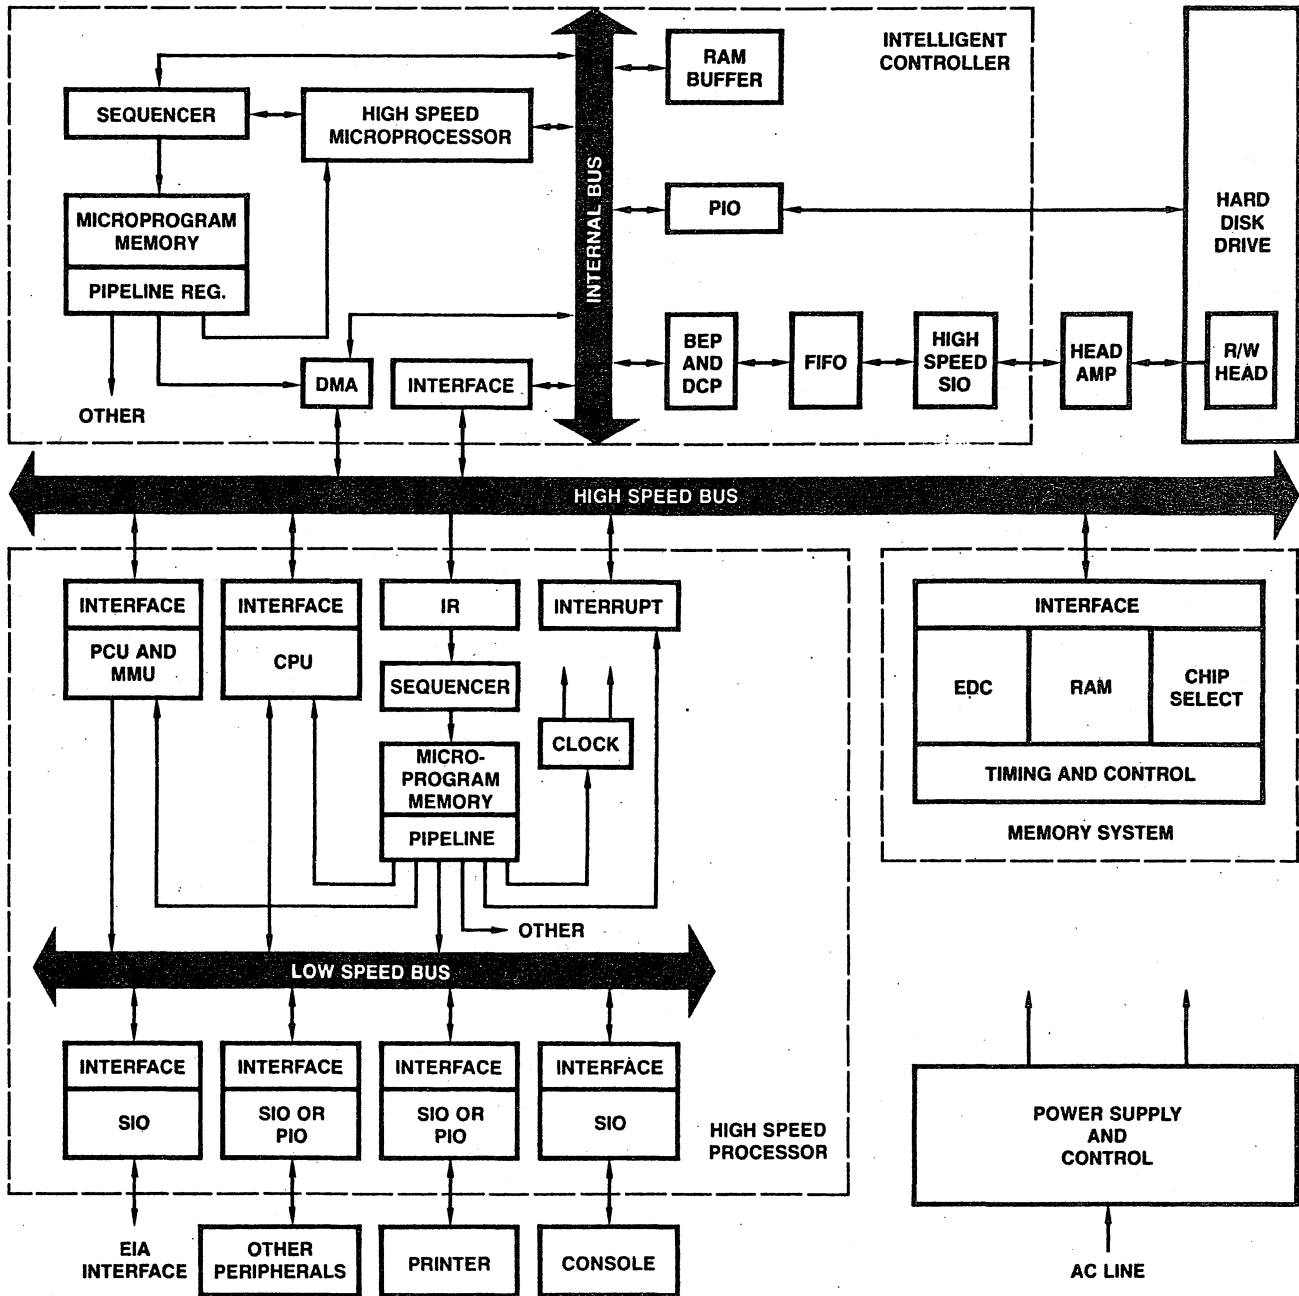 INTELLIGENT
CONTROLLER
RAM
BUFFER
SEQUENCER
HIGH SPEED
MICROPROCESSOR
INTERNAL BUS
PIO
HARD
DISK
DRIVE
MICROPROGRAM
MEMORY
PIPELINE REG.
OTHER
DMA
INTERFACE
BEP
AND
DCP
FIFO
HIGH
SPEED
SIO
HEAD
AMP
R/W
HEAD
HIGH SPEED BUS
INTERFACE
PCU AND
MMU
INTERFACE
CPU
IR
SEQUENCER
MICRO-
PROGRAM
MEMORY
PIPELINE
INTERRUPT
CLOCK
OTHER
INTERFACE
EDC
RAM
CHIP
SELECT
TIMING AND CONTROL
MEMORY SYSTEM
LOW SPEED BUS
INTERFACE
SIO
INTERFACE
SIO OR
PIO
INTERFACE
SIO OR
PIO
INTERFACE
SIO
HIGH SPEED
PROCESSOR
EIA
INTERFACE
OTHER
PERIPHERALS
PRINTER
CONSOLE
POWER SUPPLY
AND
CONTROL
AC LINE